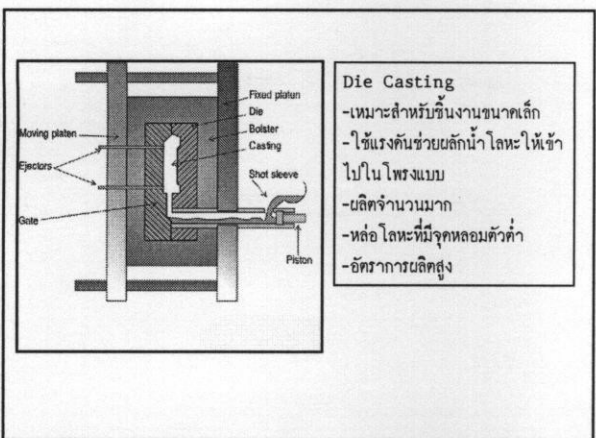 Fixed platen
Die
Bolster
Casting
Moving platen
Ejectors
Shot sleeve
Gate
Piston
Die Casting
-เหมาะสำหรับชิ้นงานขนาดเล็ก
-ใช้แรงดันช่วยผลักน้ำโลหะให้เข้า
ไปในโพรงแบบ
-ผลิตจำนวนมาก
-หล่อโลหะที่มีจุดหลอมตัวต่ำ
-อัตราการผลิตสูง